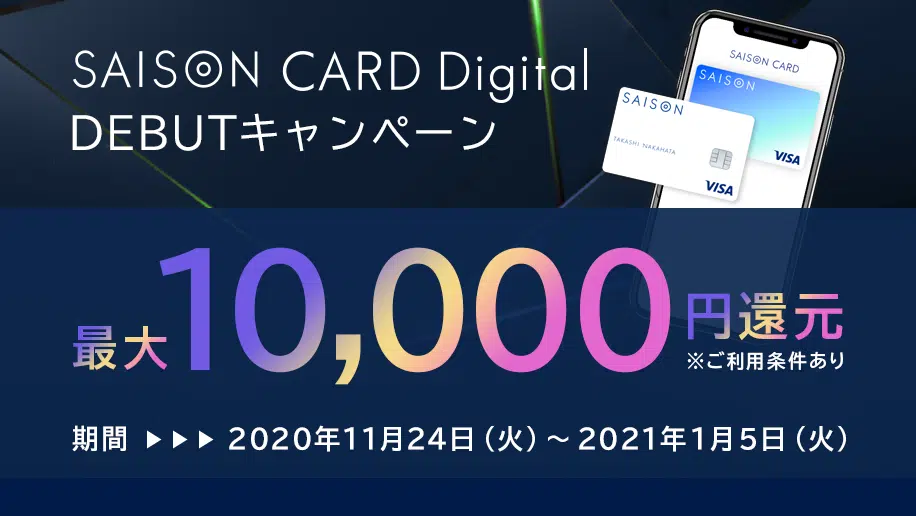 SAISON CARD Digital
DEBUTキャンペーン
SAISON CARD
SAISON
VISA
SAISON
TAKASHI NAKAHATA
VISA
最大10,000円還元
※ご利用条件あり
期間 ▶▶▶ 2020年11月24日（火）～2021年1月5日（火）